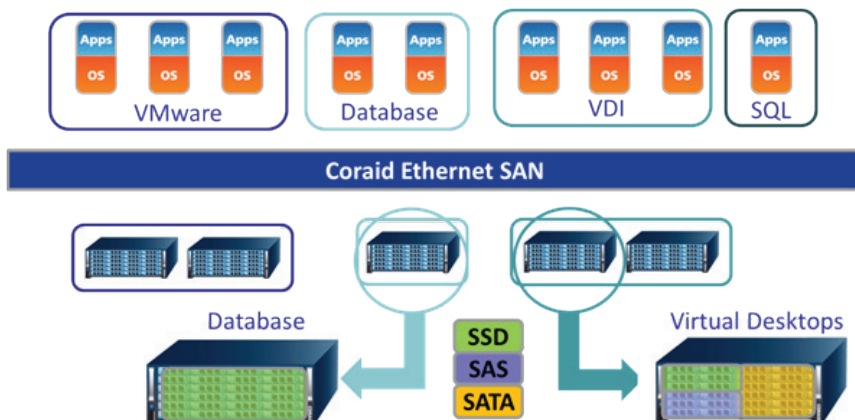 Apps Apps Apps Apps Apps Apps Apps Apps Apps
OS OS OS OS OS OS OS OS OS
VMware Database VDI SQL
Coraid Ethernet SAN
Database Virtual Desktops
SSD
SAS
SATA